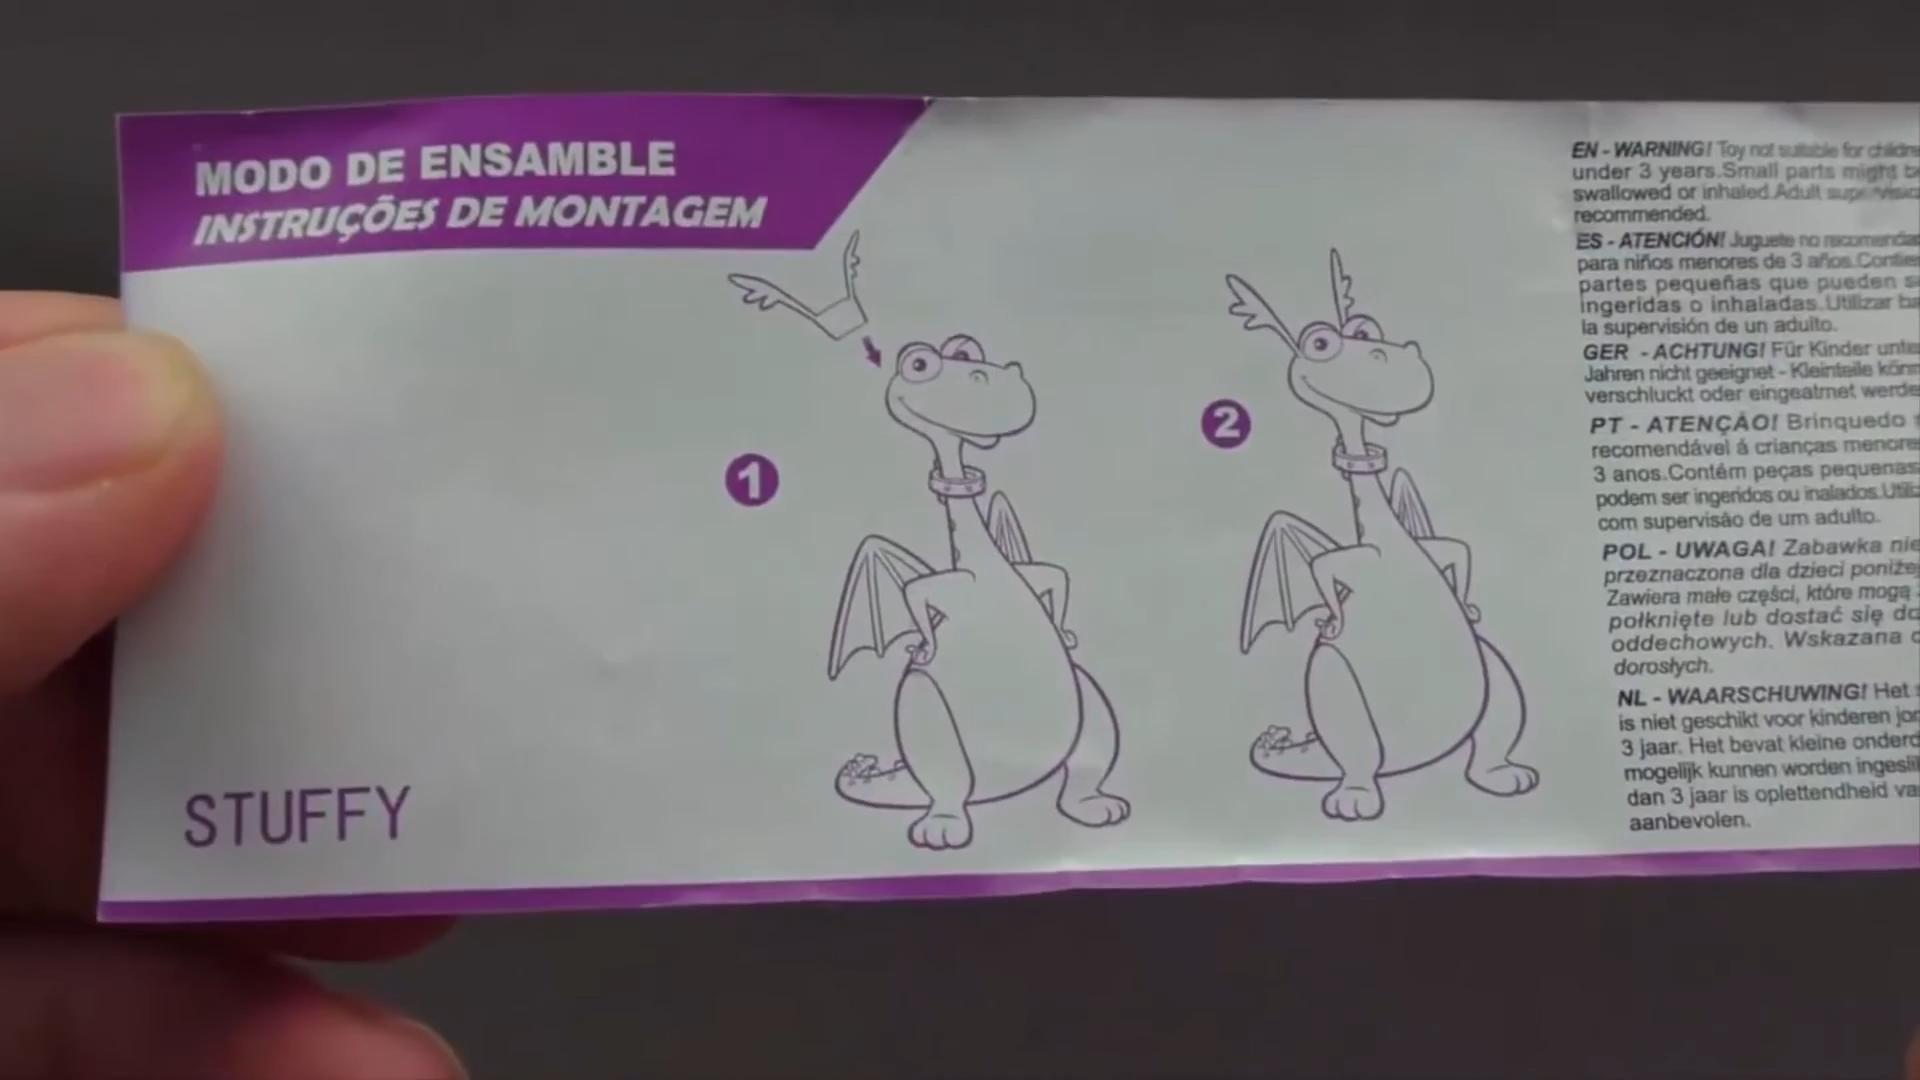 MODO DE ENSAMBLE
INSTRUÇÕES DE MONTAGEM
1
2
STUFFY
EN - WARNING! Toy not suitable for
under 3 years.Small parts might
swallowed or inhaled.Adult
recommended.
ES - ATENCIÓN! Juguete no
para niños menores de 3 años.
partes pequeñas que pueden
ingeridas o inhaladas.Utilizar
la supervisión de un adulto.
GER - ACHTUNG! Für Kinder
Jahren nicht geeignet - Kleinteile
verschluckt oder eingeatmet
PT - ATENÇÃO! Brinquedo
recomendável á crianças
3 anos.Contém peças pequenas
podem ser ingeridos ou inalados.
com supervisão de um adulto.
POL - UWAGA! Zabawka nie
przeznaczona dla dzieci
Zawiera małe części, które mogą
połknięte lub dostać się
oddechowych. Wskazana
dorosłych.
NL - WAARSCHUWING! Het
is niet geschikt voor kinderen
3 jaar. Het bevat kleine
mogelijk kunnen worden
dan 3 jaar is oplettendheid
aanbevolen.